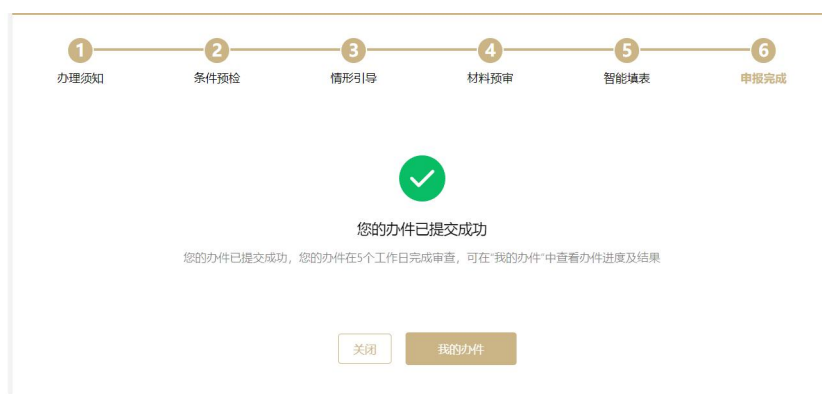 1 2 3 4 5 6
办理须知 条件预检 情形引导 材料预审 智能填表 申报完成
您的办件已提交成功
您的办件已提交成功，您的办件在5个工作日完成审查，可在"我的办件"中查看办件进度及结果
关闭 我的办件